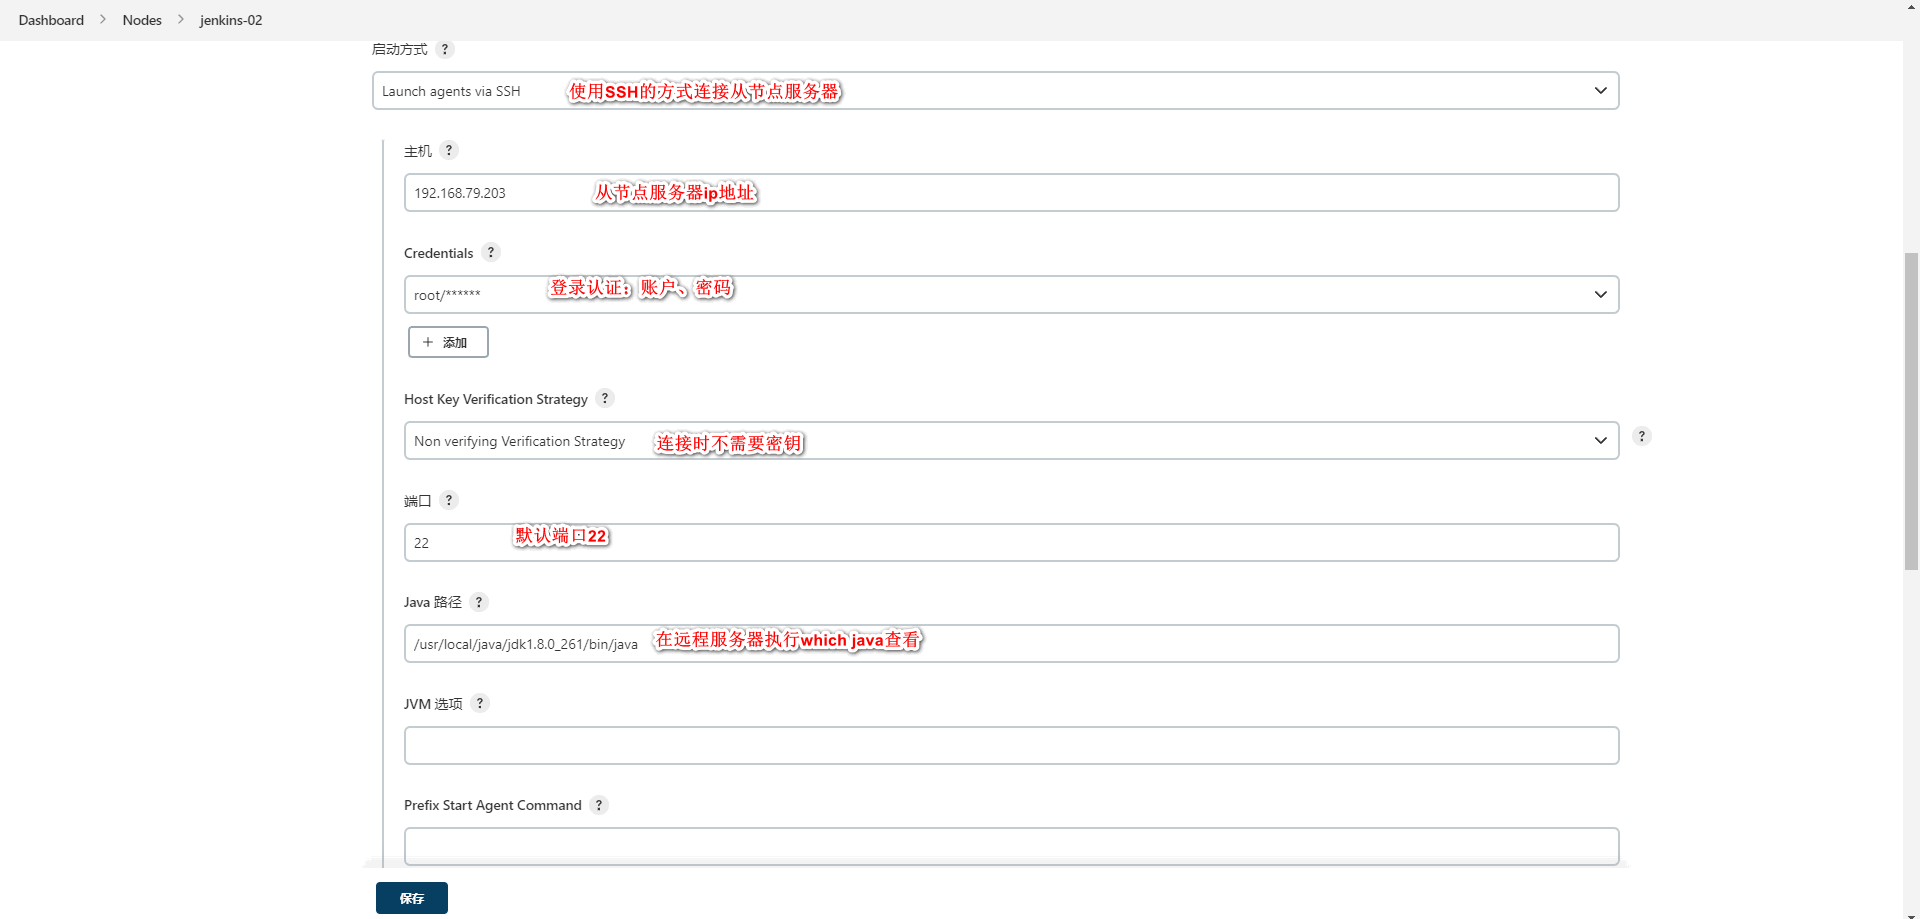 Dashboard > Nodes > jenkins-02
启动方式 ?
Launch agents via SSH 使用SSH的方式连接从节点服务器
主机 ?
192.168.79.203 从节点服务器ip地址
Credentials ?
root/****** 登录认证：账户、密码
+ 添加
Host Key Verification Strategy ?
Non verifying Verification Strategy 连接时不需要密钥 ?
端口 ?
22 默认端口22
Java 路径 ?
/usr/local/java/jdk1.8.0_261/bin/java 在远程服务器执行which java查看
JVM 选项 ?
Prefix Start Agent Command ?
保存